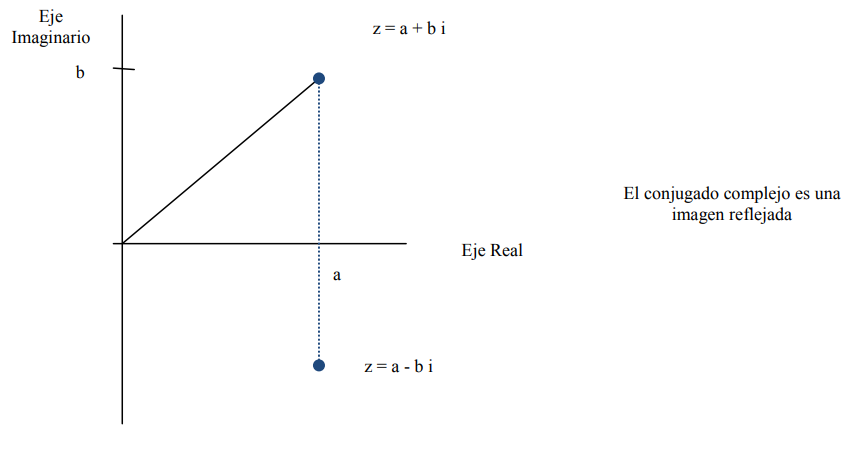 Eje
Imaginario
z = a + b i
b
El conjugado complejo es una
imagen reflejada
Eje Real
a
z = a - b i